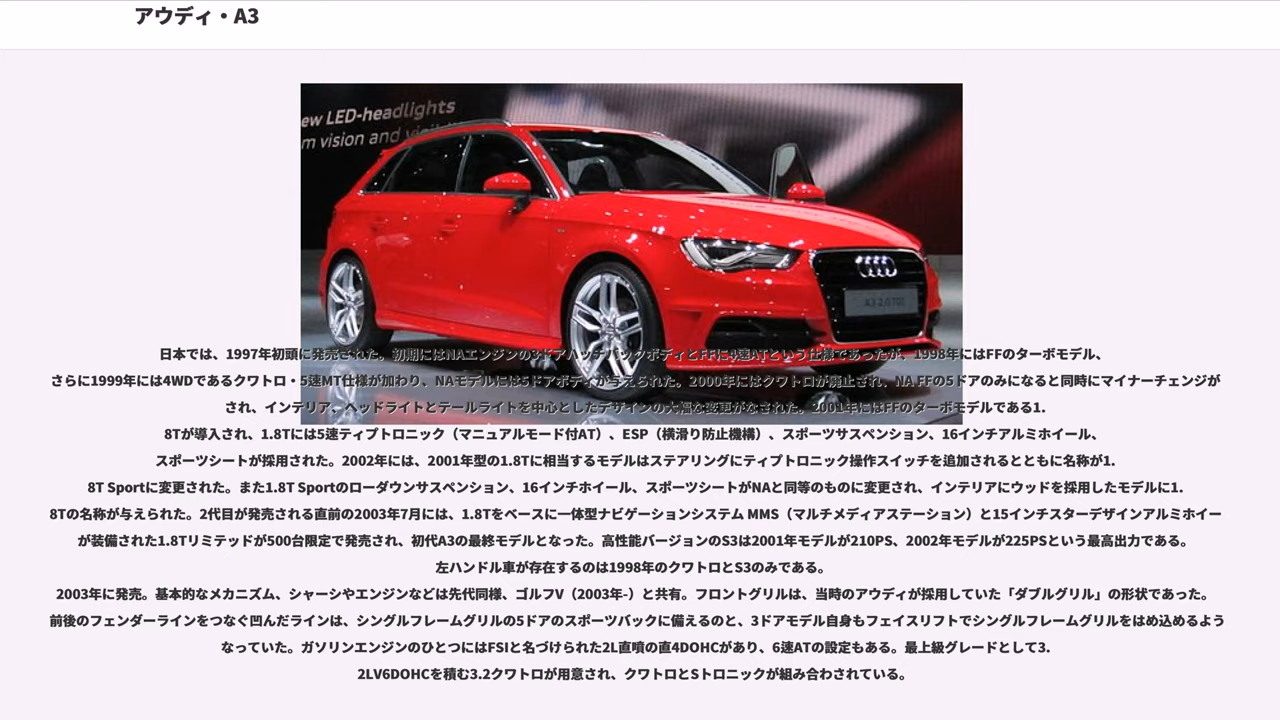 アウディ・A3
ew LED-headlights
m vision and
A3 2.0 TDI
日本では、1997年初頭に発売された。初期にはNAエンジンの3ドアハッチバックボディとFFに4速ATという仕様であったが、1998年にはFFのターボモデル、
さらに1999年には4WDであるクワトロ・5速MT仕様が加わり、NAモデルには5ドアボディが与えられた。2000年にはクワトロが廃止され、NA FFの5ドアのみになると同時にマイナーチェンジが
され、インテリア、ヘッドライトとテールライトを中心としたデザインの大幅な変更がなされた。2001年にはFFのターボモデルである1.
8Tが導入され、1.8Tには5速ティプトロニック（マニュアルモード付AT）、ESP（横滑り防止機構）、スポーツサスペンション、16インチアルミホイール、
スポーツシートが採用された。2002年には、2001年型の1.8Tに相当するモデルはステアリングにティプトロニック操作スイッチを追加されるとともに名称が1.
8T Sportに変更された。また1.8T Sportのローダウンサスペンション、16インチホイール、スポーツシートがNAと同等のものに変更され、インテリアにウッドを採用したモデルに1.
8Tの名称が与えられた。2代目が発売される直前の2003年7月には、1.8Tをベースに一体型ナビゲーションシステム MMS（マルチメディアステーション）と15インチスターデザインアルミホイー
が装備された1.8Tリミテッドが500台限定で発売され、初代A3の最終モデルとなった。高性能バージョンのS3は2001年モデルが210PS、2002年モデルが225PSという最高出力である。
左ハンドル車が存在するのは1998年のクワトロとS3のみである。
2003年に発売。基本的なメカニズム、シャーシやエンジンなどは先代同様、ゴルフV（2003年-）と共有。フロントグリルは、当時のアウディが採用していた「ダブルグリル」の形状であった。
前後のフェンダーラインをつなぐ凹んだラインは、シングルフレームグリルの5ドアのスポーツバックに備えるのと、3ドアモデル自身もフェイスリフトでシングルフレームグリルをはめ込めるよう
なっていた。ガソリンエンジンのひとつにはFSIと名づけられた2L直噴の直4DOHCがあり、6速ATの設定もある。最上級グレードとして3.
2LV6DOHCを積む3.2クワトロが用意され、クワトロとSトロニックが組み合わされている。